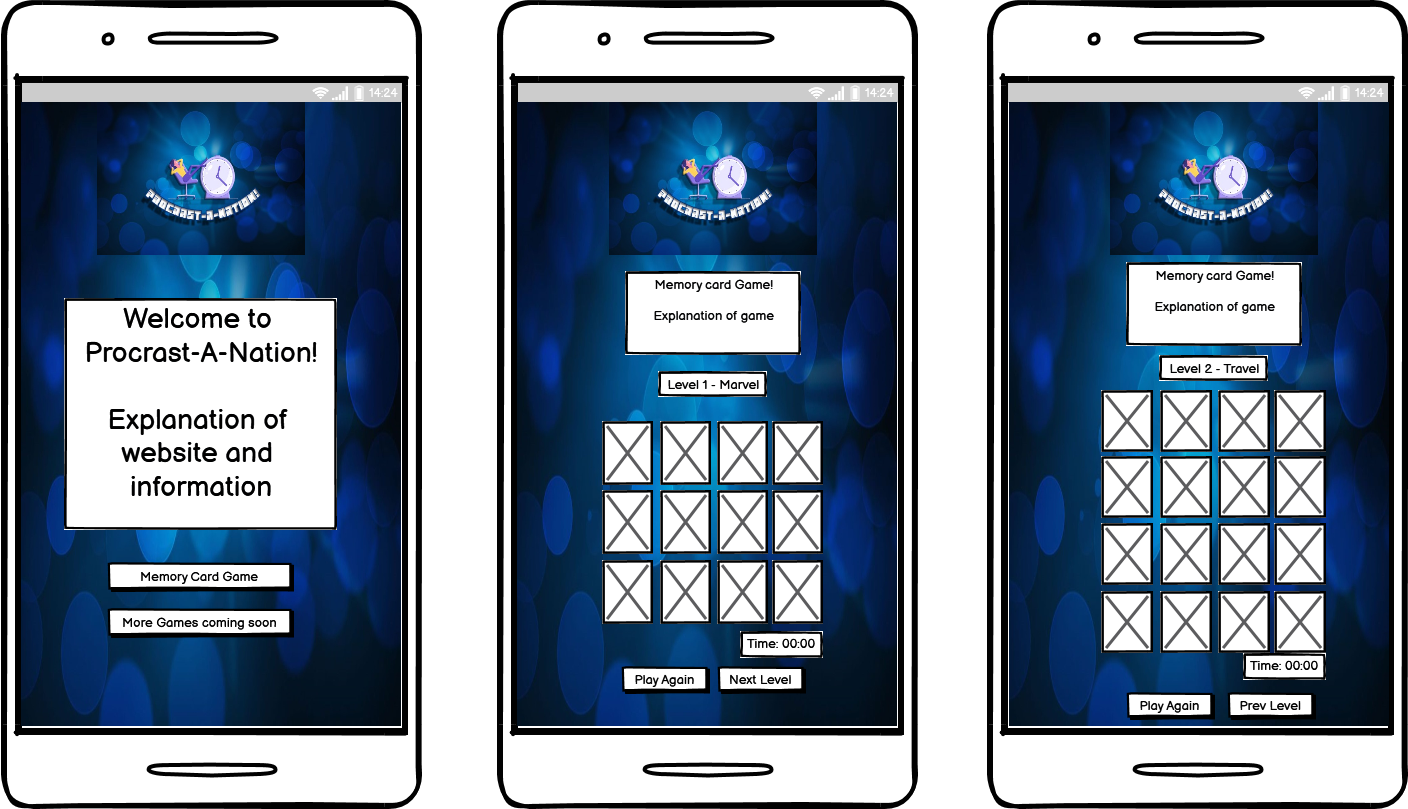 14:24
PROCRAST-A-NATION!
Welcome to
Procrast-A-Nation!
Explanation of
website and
information
Memory Card Game
More Games coming soon
14:24
PROCRAST-A-NATION!
Memory card Game!
Explanation of game
Level 1 - Marvel
Time: 00:00
Play Again
Next Level
14:24
PROCRAST-A-NATION!
Memory card Game!
Explanation of game
Level 2 - Travel
Time: 00:00
Play Again
Prev Level